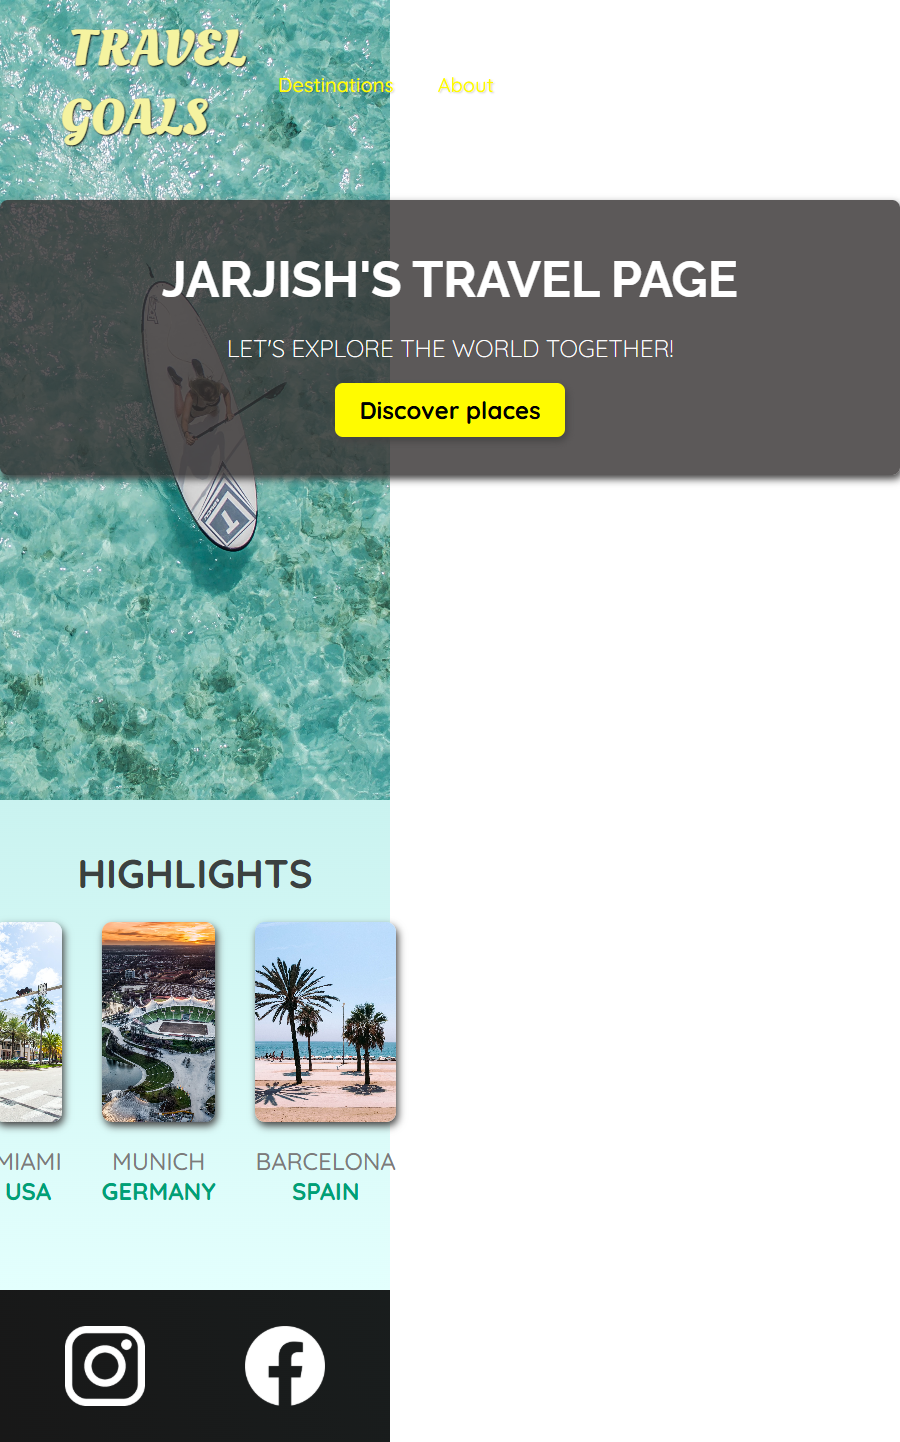 TRAVEL
GOALS
Destinations
About
JARJISH'S TRAVEL PAGE
LET'S EXPLORE THE WORLD TOGETHER!
Discover places
HIGHLIGHTS
MIAMI
USA
MUNICH
GERMANY
BARCELONA
SPAIN